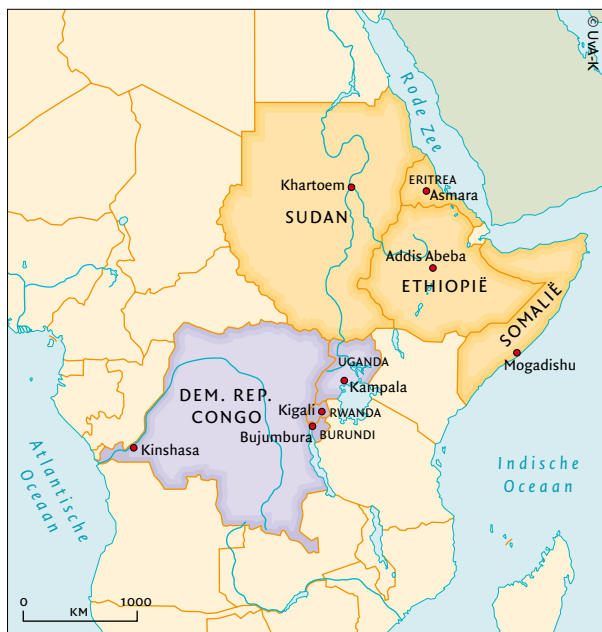 © UvA-K
Rode Zee
ERITREA
Asmara
Khartoem
SUDAN
Addis Abeba
ETHIOPIË
SOMALIË
Mogadishu
UGANDA
Kampala
DEM. REP.
CONGO
Kigali
RWANDA
Bujumbura
BURUNDI
Kinshasa
Atlantische
Oceaan
Indische
Oceaan
0 1000
KM